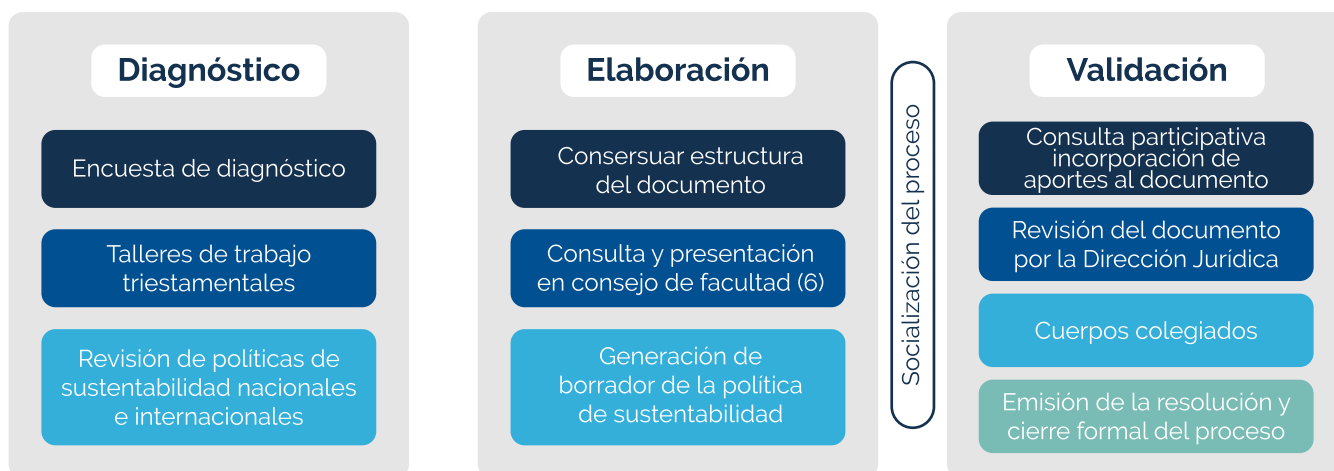 Diagnóstico
Encuesta de diagnóstico
Talleres de trabajo
triestamentales
Revisión de políticas de
sustentabilidad nacionales
e internacionales
Elaboración
Consersuar estructura
del documento
Consulta y presentación
en consejo de facultad (6)
Generación de
borrador de la política
de sustentabilidad
Socialización del proceso
Validación
Consulta participativa
incorporación de
aportes al documento
Revisión del documento
por la Dirección Jurídica
Cuerpos colegiados
Emisión de la resolución y
cierre formal del proceso